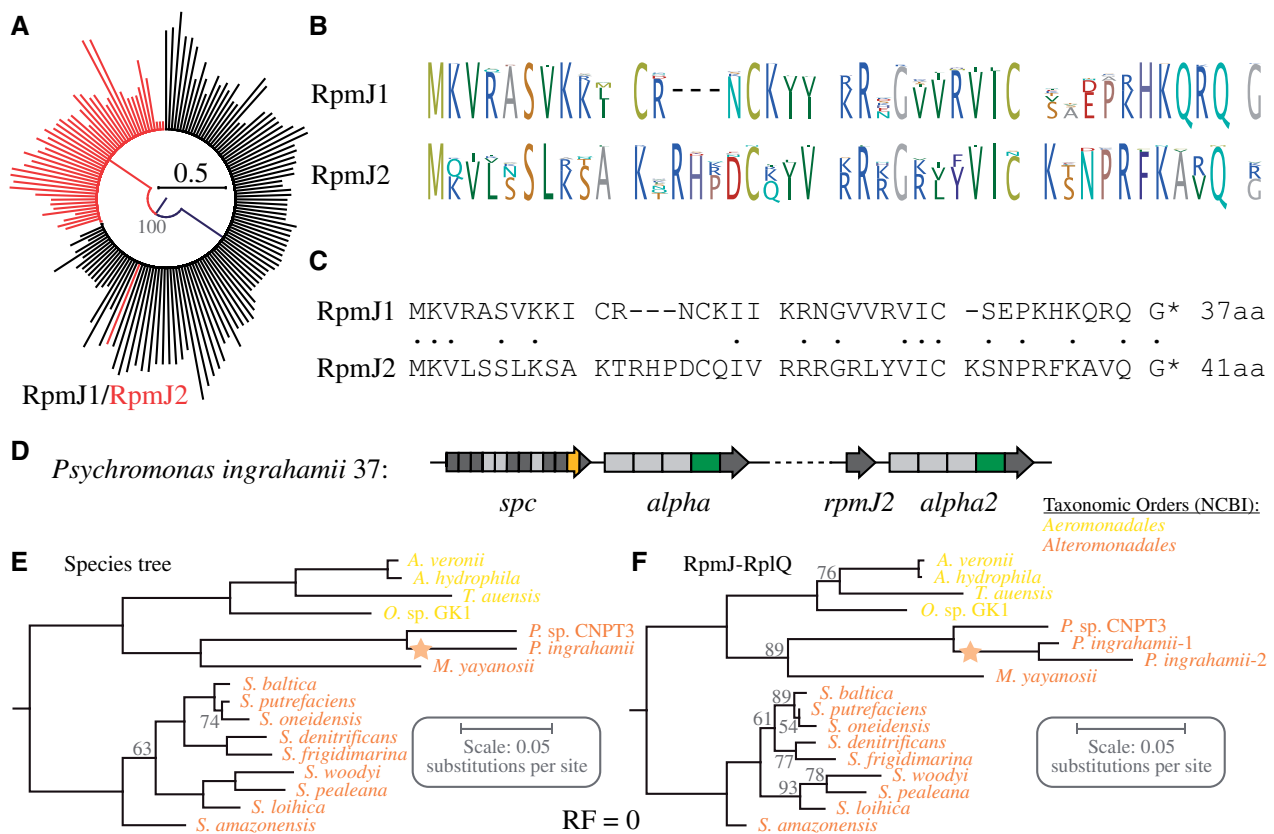 A
0.5
100
RpmJ1/RpmJ2
B
RpmJ1
RpmJ2
C
RpmJ1 MKVRASVKKI CR---NCKII KRNGVVRVIC -SEPKHKQRQ G* 37aa
RpmJ2 MKVLSSLKSA KTRHPDCQIV RRRGRLYVIC KSNPRFKAVQ G* 41aa
D
Psychromonas ingrahamii 37:
spc alpha rpmJ2 alpha2
Taxonomic Orders (NCBI):
Aeromonadales
Alteromonadales
E Species tree
A. veronii
A. hydrophila
T. auensis
O. sp. GK1
P. sp. CNPT3
P. ingrahamii
M. yayanosii
S. baltica
S. putrefaciens
74
S. oneidensis
S. denitrificans
63
S. frigidimarina
S. woodyi
S. pealeana
S. loihica
S. amazonensis
Scale: 0.05
substitutions per site
RF = 0
F RpmJ-RplQ
A. veronii
76
A. hydrophila
T. auensis
O. sp. GK1
P. sp. CNPT3
P. ingrahamii-1
89
P. ingrahamii-2
M. yayanosii
S. baltica
89
S. putrefaciens
61
54
S. oneidensis
S. denitrificans
77
S. frigidimarina
78
S. woodyi
93
S. pealeana
S. loihica
S. amazonensis
Scale: 0.05
substitutions per site